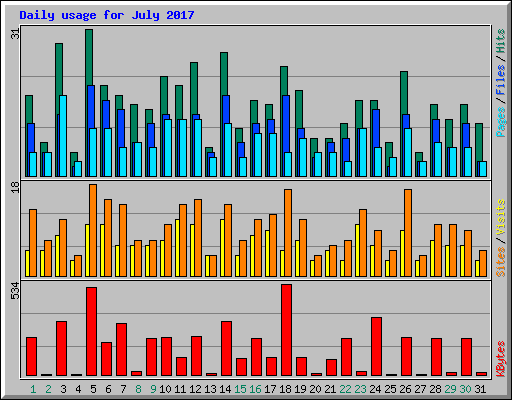 Daily usage for July 2017
31
Pages / Files / Hits
18
Sites / Visits
534
KBytes
1 2 3 4 5 6 7 8 9 10 11 12 13 14 15 16 17 18 19 20 21 22 23 24 25 26 27 28 29 30 31